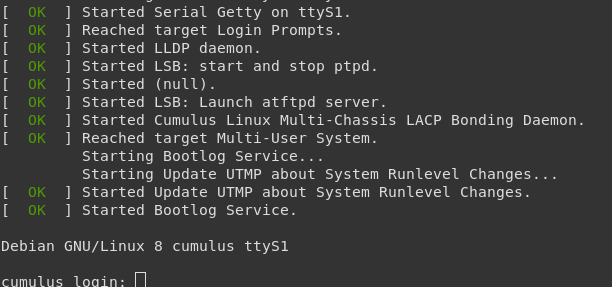 [  OK  ] Started Serial Getty on ttyS1.
[  OK  ] Reached target Login Prompts.
[  OK  ] Started LLDP daemon.
[  OK  ] Started LSB: start and stop ptpd.
[  OK  ] Started (null).
[  OK  ] Started LSB: Launch atftpd server.
[  OK  ] Started Cumulus Linux Multi-Chassis LACP Bonding Daemon.
[  OK  ] Reached target Multi-User System.
         Starting Bootlog Service...
         Starting Update UTMP about System Runlevel Changes...
[  OK  ] Started Update UTMP about System Runlevel Changes.
[  OK  ] Started Bootlog Service.
Debian GNU/Linux 8 cumulus ttyS1
cumulus login: